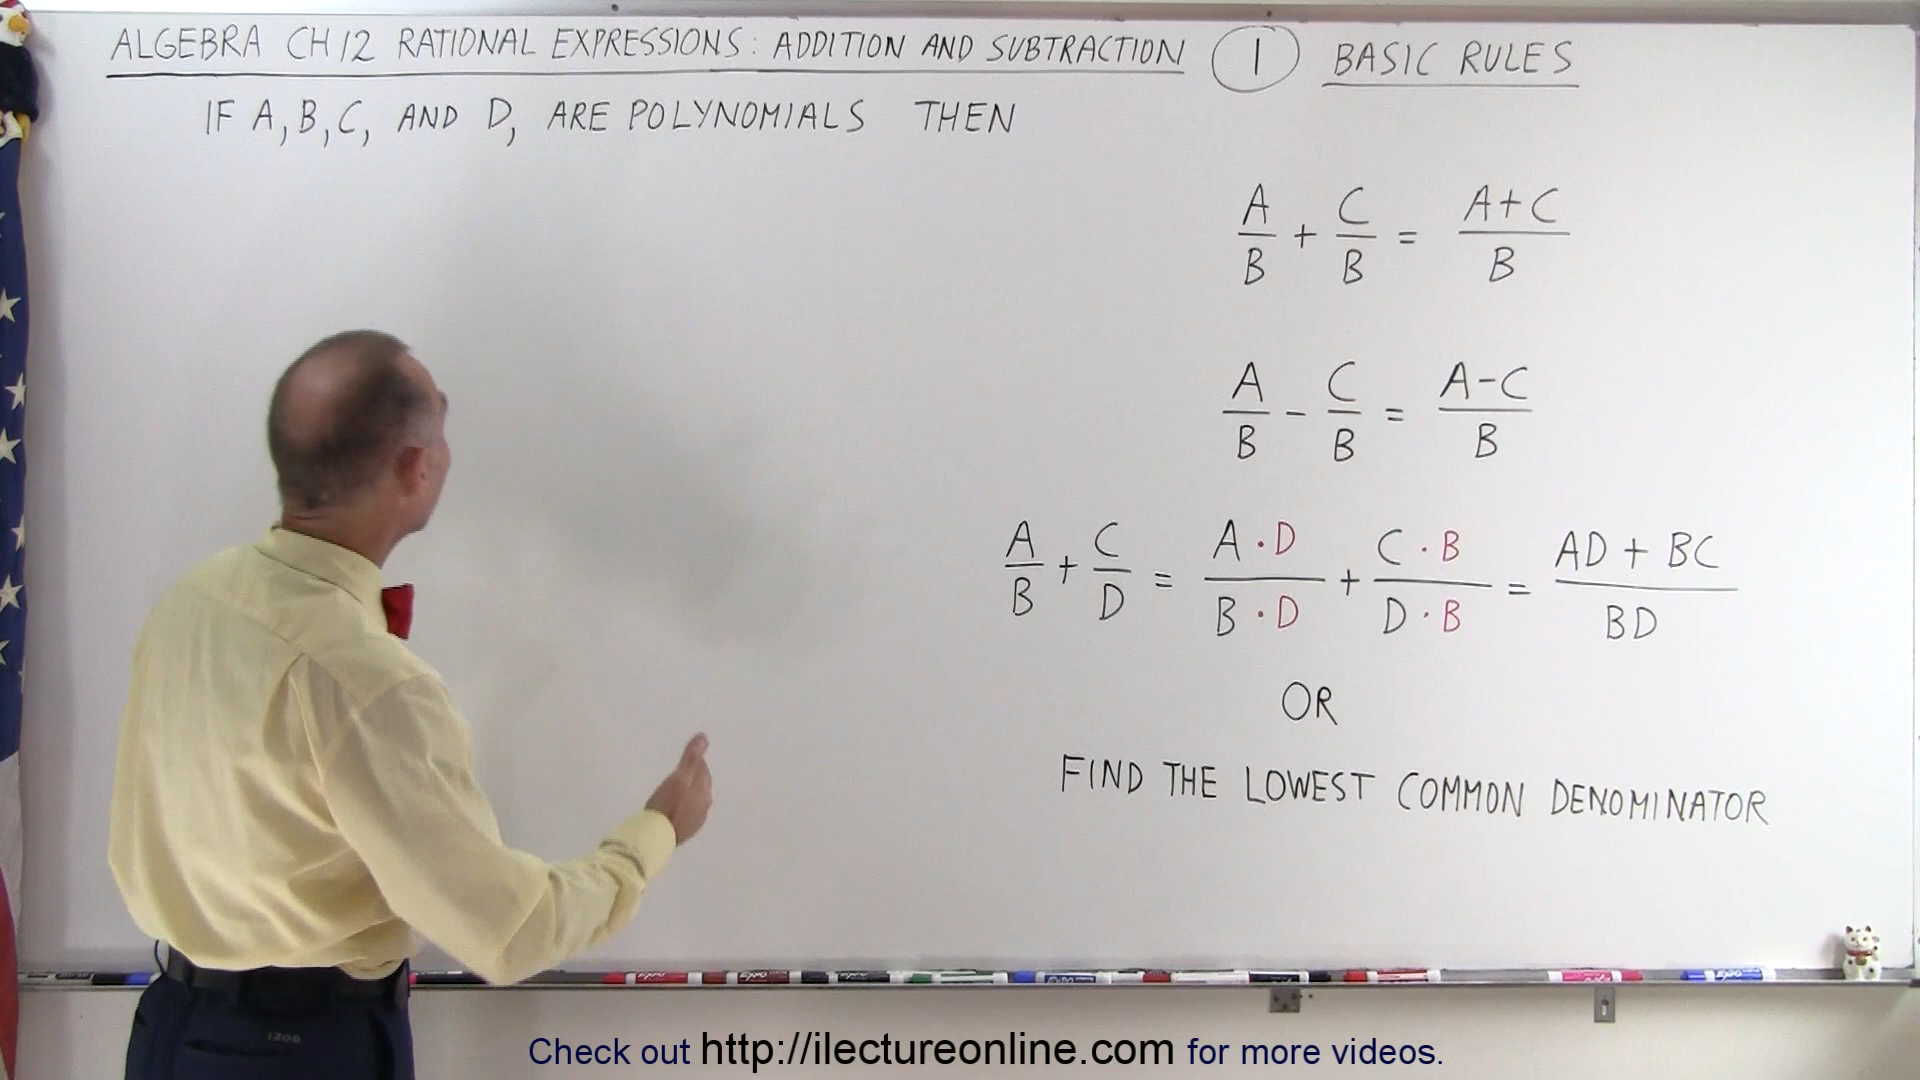 ALGEBRA CH 12 RATIONAL EXPRESSIONS: ADDITION AND SUBTRACTION 1 BASIC RULES
IF A, B, C, AND D, ARE POLYNOMIALS THEN
A/B + C/B = A+C/B
A/B - C/B = A-C/B
A/B + C/D = A·D/B·D + C·B/D·B = AD + BC/BD
OR
FIND THE LOWEST COMMON DENOMINATOR
IZOD
Check out http://ilectureonline.com for more videos.